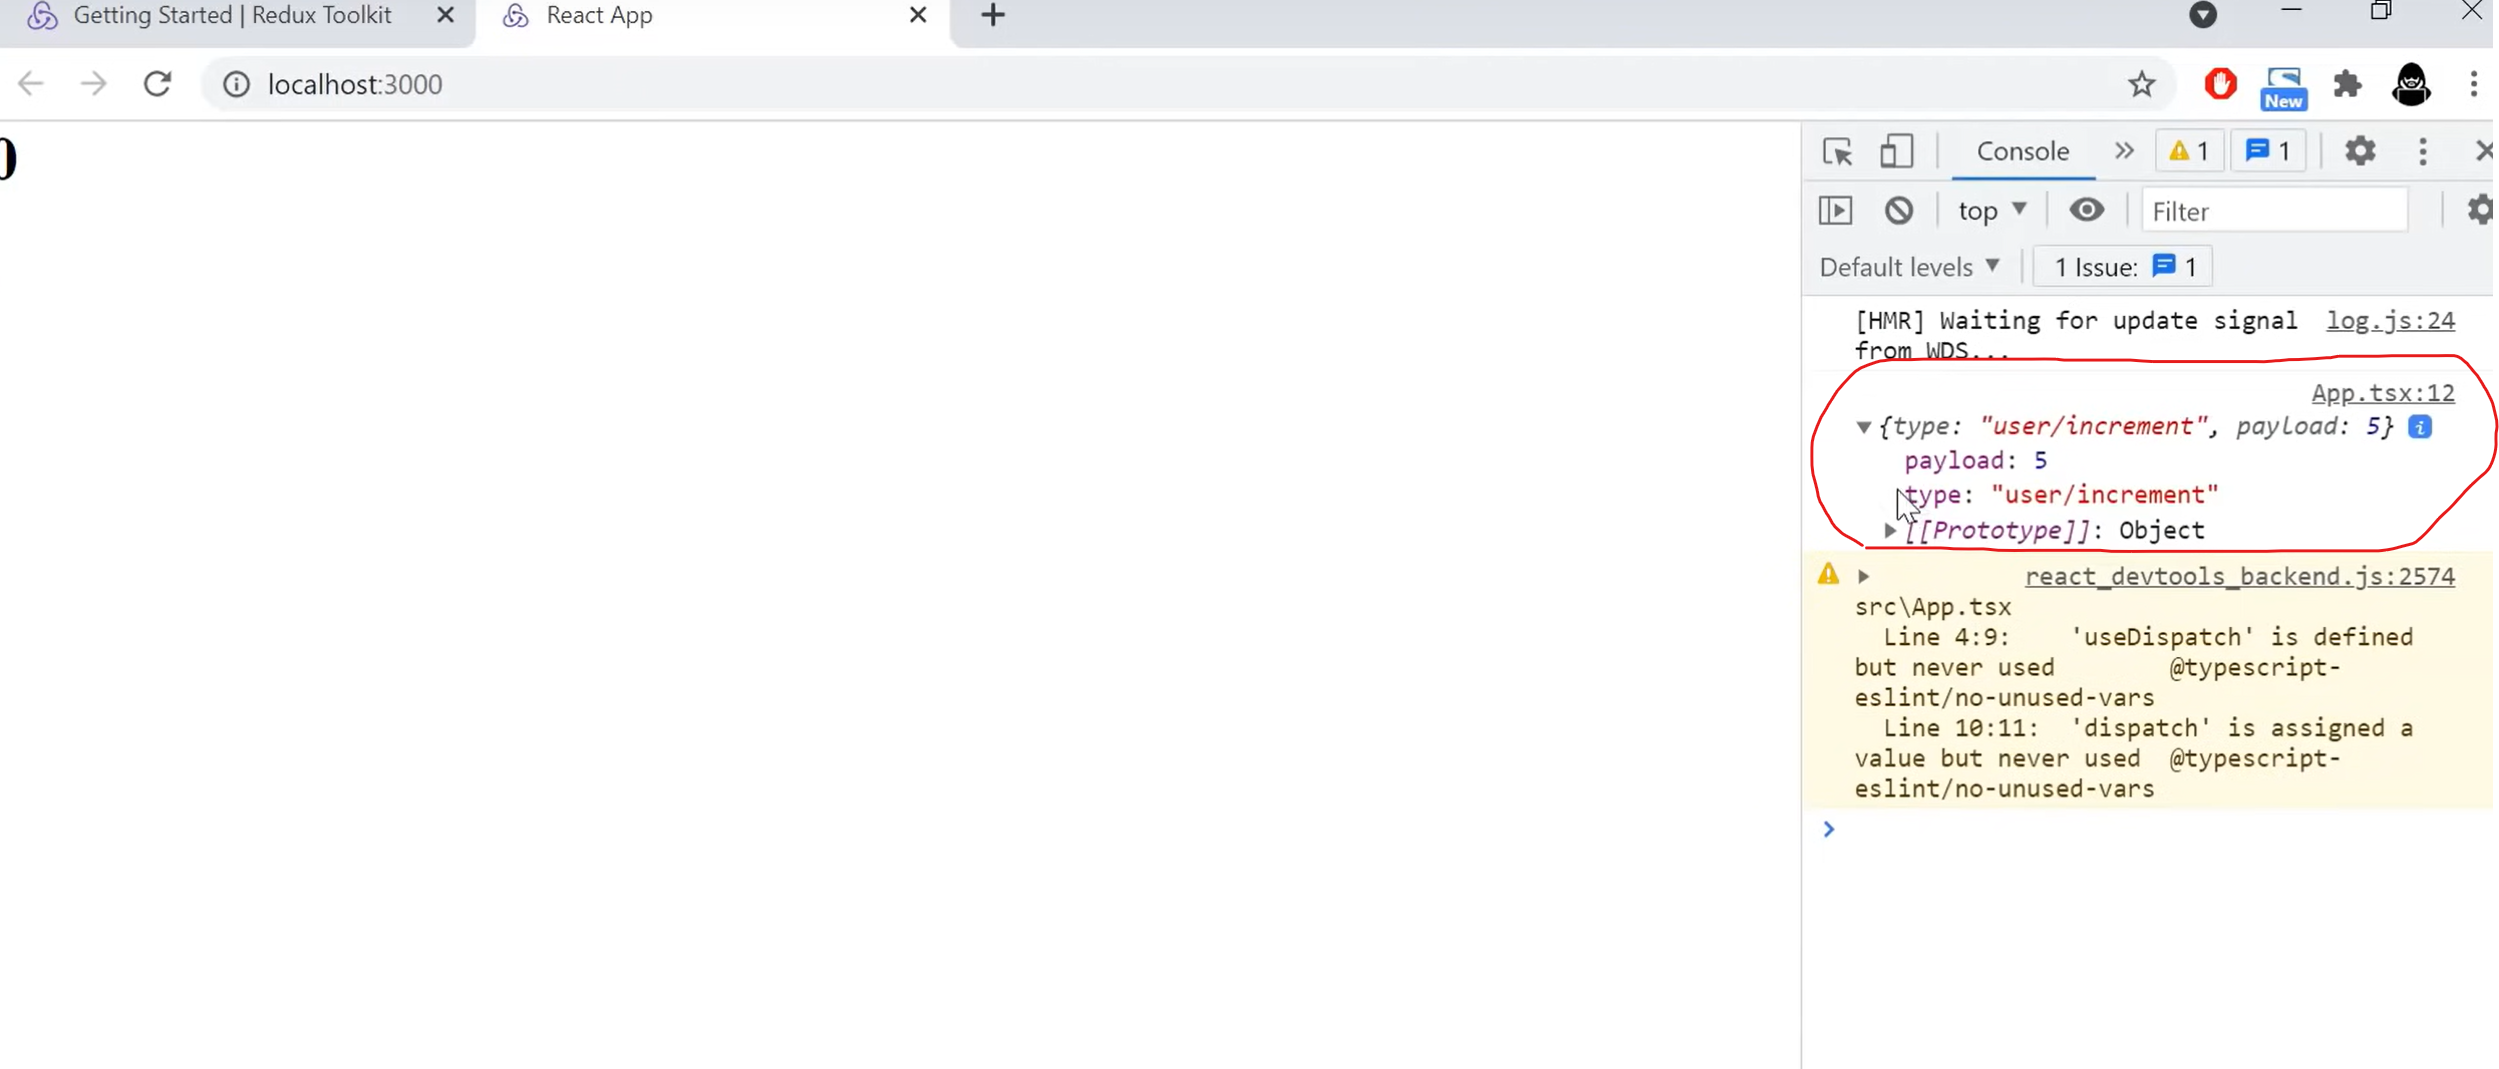 Getting Started | Redux Toolkit
React App
localhost:3000
New
0
Console
1
1
top
Filter
Default levels
1 Issue: 1
[HMR] Waiting for update signal log.js:24
from WDS...
App.tsx:12
{type: "user/increment", payload: 5}
payload: 5
type: "user/increment"
[[Prototype]]: Object
react_devtools_backend.js:2574
src\App.tsx
Line 4:9: 'useDispatch' is defined
but never used @typescript-
eslint/no-unused-vars
Line 10:11: 'dispatch' is assigned a
value but never used @typescript-
eslint/no-unused-vars